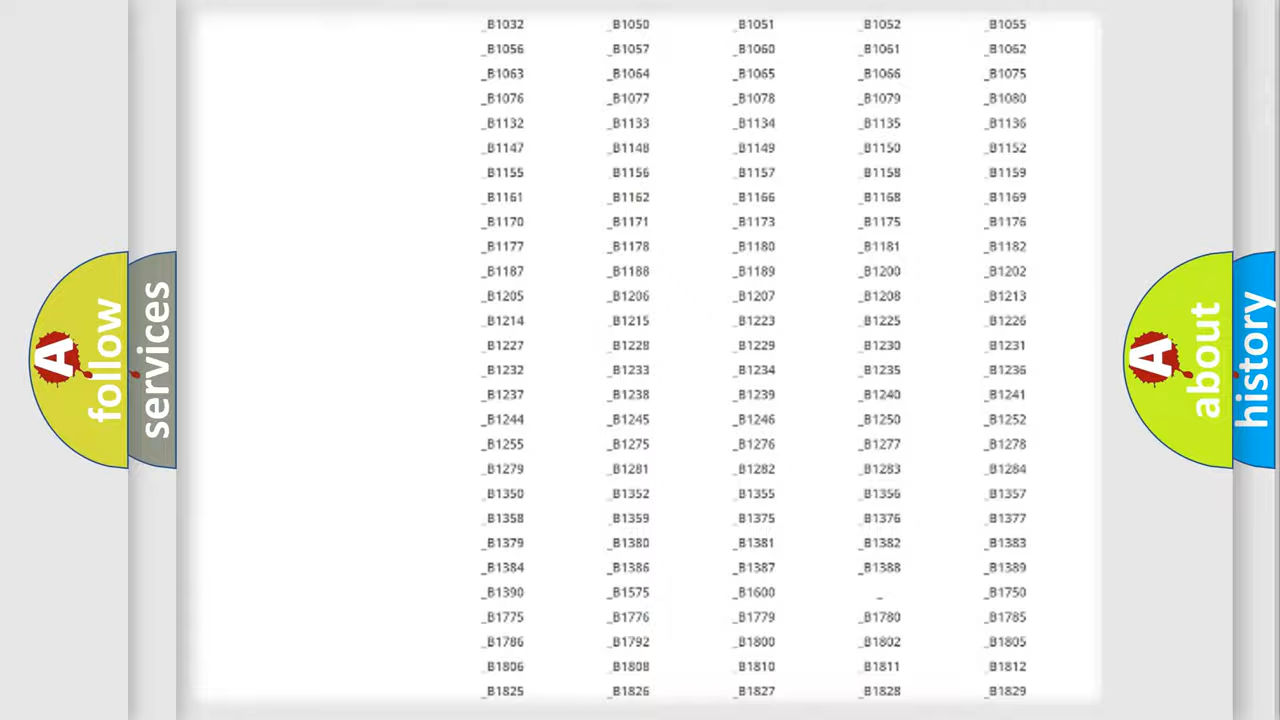 _B1032 _B1050 _B1051 _B1052 _B1055
_B1056 _B1057 _B1060 _B1061 _B1062
_B1063 _B1064 _B1065 _B1066 _B1075
_B1076 _B1077 _B1078 _B1079 _B1080
_B1132 _B1133 _B1134 _B1135 _B1136
_B1147 _B1148 _B1149 _B1150 _B1152
_B1155 _B1156 _B1157 _B1158 _B1159
_B1161 _B1162 _B1166 _B1168 _B1169
_B1170 _B1171 _B1173 _B1175 _B1176
_B1177 _B1178 _B1180 _B1181 _B1182
_B1187 _B1188 _B1189 _B1200 _B1202
_B1205 _B1206 _B1207 _B1208 _B1213
_B1214 _B1215 _B1223 _B1225 _B1226
_B1227 _B1228 _B1229 _B1230 _B1231
_B1232 _B1233 _B1234 _B1235 _B1236
_B1237 _B1238 _B1239 _B1240 _B1241
_B1244 _B1245 _B1246 _B1250 _B1252
_B1255 _B1275 _B1276 _B1277 _B1278
_B1279 _B1281 _B1282 _B1283 _B1284
_B1350 _B1352 _B1355 _B1356 _B1357
_B1358 _B1359 _B1375 _B1376 _B1377
_B1379 _B1380 _B1381 _B1382 _B1383
_B1384 _B1386 _B1387 _B1388 _B1389
_B1390 _B1575 _B1600 _ _B1750
_B1775 _B1776 _B1779 _B1780 _B1785
_B1786 _B1792 _B1800 _B1802 _B1805
_B1806 _B1808 _B1810 _B1811 _B1812
_B1825 _B1826 _B1827 _B1828 _B1829
A
follow
services
A
about
history